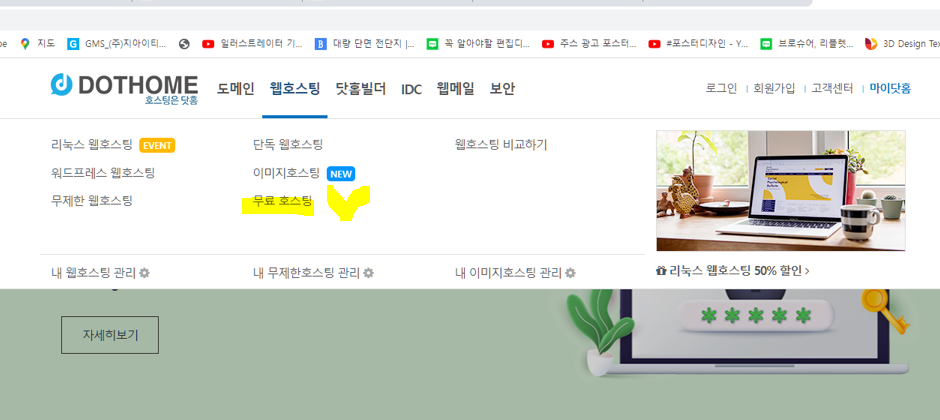 지도
GMS_(주)지아이티...
일러스트레이터 기...
대량 단면 전단지 |...
꼭 알아야할 편집디...
주스 광고 포스터...
#포스터디자인 - Y...
브로슈어, 리플렛...
3D Design Te
DOTHOME
호스팅은 닷홈
도메인 웹호스팅 닷홈빌더 IDC 웹메일 보안
로그인 회원가입 고객센터 마이닷홈
리눅스 웹호스팅 EVENT
단독 웹호스팅
웹호스팅 비교하기
워드프레스 웹호스팅
이미지호스팅 NEW
무제한 웹호스팅
무료 호스팅
내 웹호스팅 관리
내 무제한호스팅 관리
내 이미지호스팅 관리
리눅스 웹호스팅 50% 할인 >
자세히보기